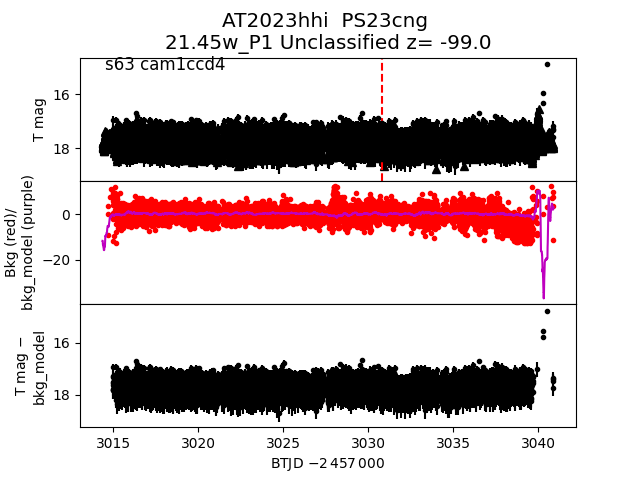 AT2023hhi  PS23cng
21.45w_P1 Unclassified z= -99.0
s63 cam1ccd4
T mag
16
18
Bkg (red)/
bkg_model (purple)
0
−20
T mag −
bkg_model
16
18
3015 3020 3025 3030 3035 3040
BTJD −2 457 000